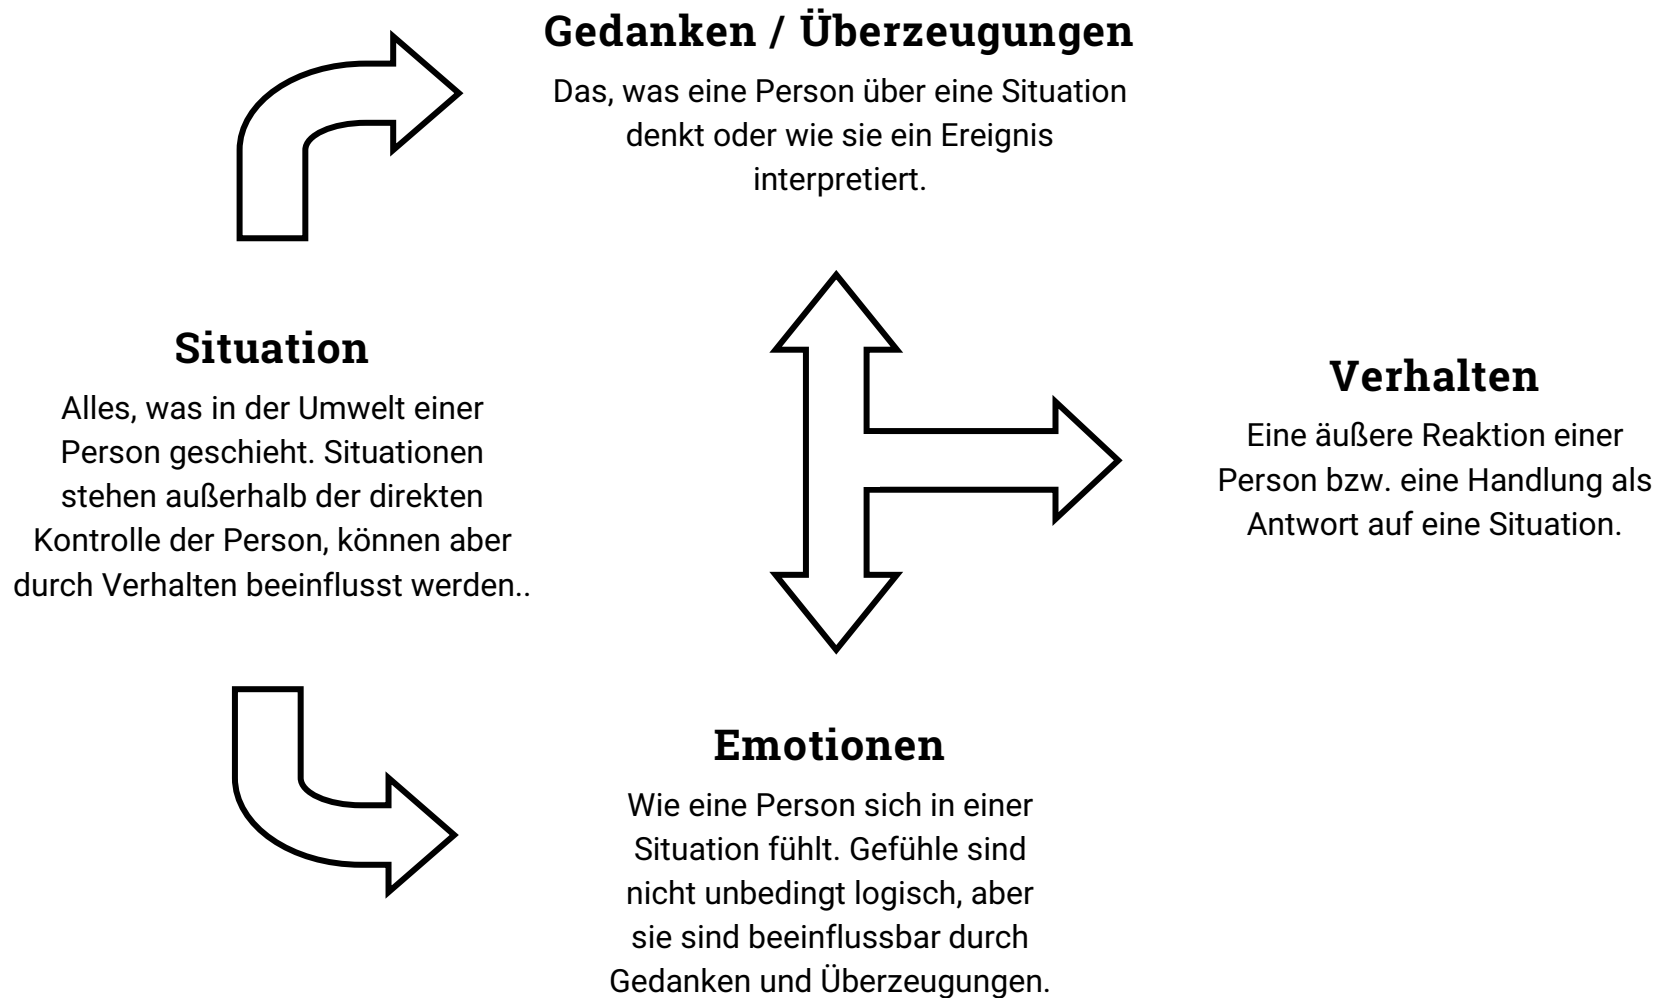 Gedanken / Überzeugungen
Das, was eine Person über eine Situation
denkt oder wie sie ein Ereignis
interpretiert.
Situation
Alles, was in der Umwelt einer
Person geschieht. Situationen
stehen außerhalb der direkten
Kontrolle der Person, können aber
durch Verhalten beeinflusst werden..
Verhalten
Eine äußere Reaktion einer
Person bzw. eine Handlung als
Antwort auf eine Situation.
Emotionen
Wie eine Person sich in einer
Situation fühlt. Gefühle sind
nicht unbedingt logisch, aber
sie sind beeinflussbar durch
Gedanken und Überzeugungen.